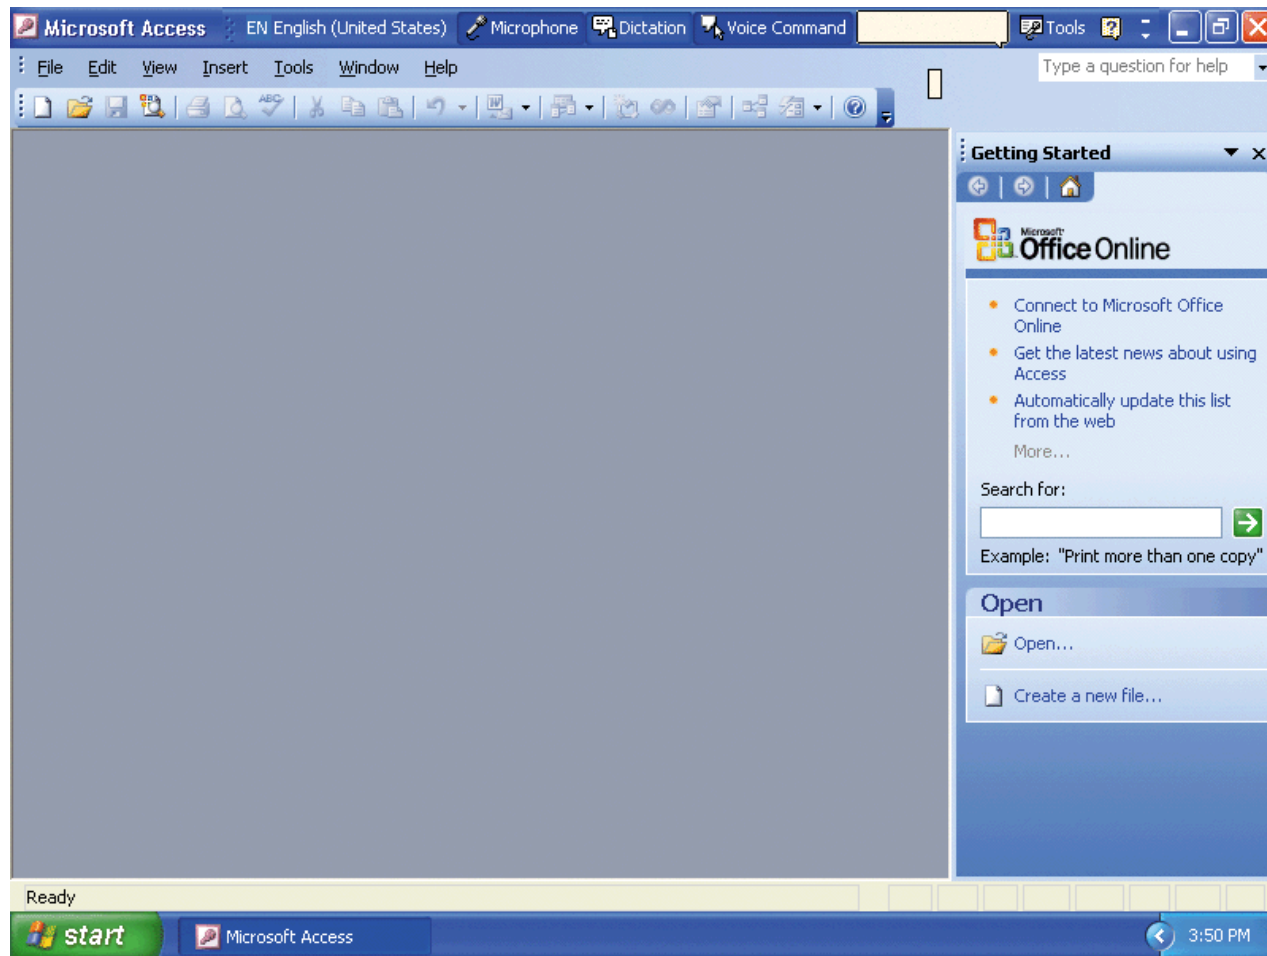 Microsoft Access EN English (United States) Microphone Dictation Voice Command Tools
File Edit View Insert Tools Window Help Type a question for help
ABC W
Getting Started
Microsoft
Office Online
Connect to Microsoft Office
Online
Get the latest news about using
Access
Automatically update this list
from the web
More...
Search for:
Example: "Print more than one copy"
Open
Open...
Create a new file...
Ready
start Microsoft Access 3:50 PM